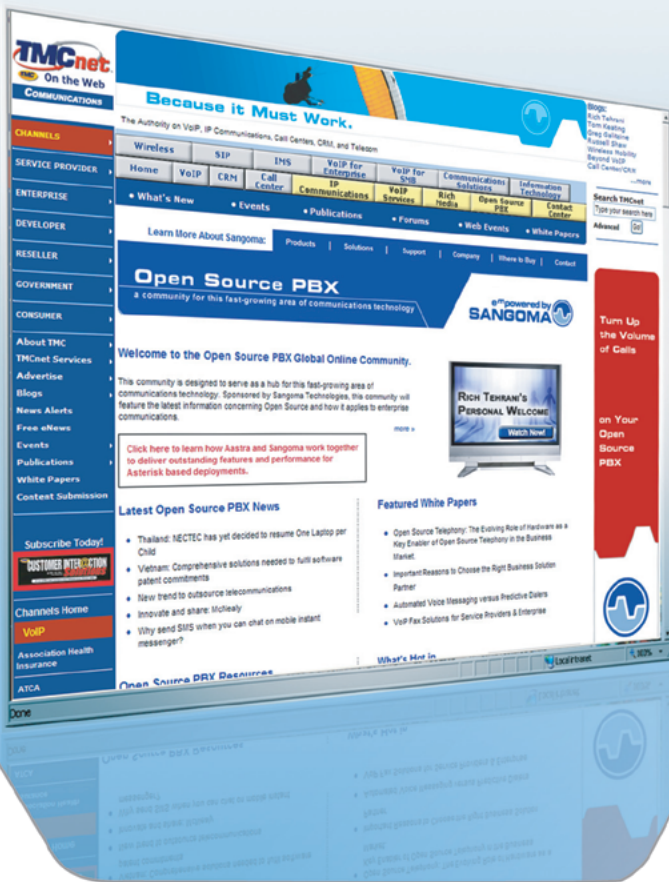 TMCnet
TMC On the Web
COMMUNICATIONS
CHANNELS
SERVICE PROVIDER
ENTERPRISE
DEVELOPER
RESELLER
GOVERNMENT
CONSUMER
About TMC
TMCnet Services
Advertise
Blogs
News Alerts
Free eNews
Events
Publications
White Papers
Content Submission
Subscribe Today!
CUSTOMER INTER@CTION
Channels Home
VoIP
Association Health
Insurance
ATCA
Done
Because it Must Work.
The Authority on VoIP, IP Communications, Call Centers, CRM, and Telecom
Wireless SIP IMS VoIP for Enterprise VoIP for SMB Communications Solutions Information Technology
Home VoIP CRM Call Center IP Communications VoIP Services Rich Media Open Source PBX Contact Center
• What's New • Events • Publications • Forums • Web Events • White Papers
Learn More About Sangoma: Products | Solutions | Support | Company | Where to Buy | Contact
Open Source PBX
a community for this fast-growing area of communications technology
empowered by
SANGOMA
Welcome to the Open Source PBX Global Online Community.
This community is designed to serve as a hub for this fast-growing area of
communications technology. Sponsored by Sangoma Technologies, this community will
feature the latest information concerning Open Source and how it applies to enterprise
communications.
more »
Click here to learn how Aastra and Sangoma work together
to deliver outstanding features and performance for
Asterisk based deployments.
RICH TEHRANI'S
PERSONAL WELCOME
Watch Now!
Latest Open Source PBX News
• Thailand: NECTEC has yet decided to resume One Laptop per
Child
• Vietnam: Comprehensive solutions needed to fulfil software
patent commitments
• New trend to outsource telecommunications
• Innovate and share: McNealy
• Why send SMS when you can chat on mobile instant
messenger?
Open Source PBX Resources
Featured White Papers
• Open Source Telephony: The Evolving Role of Hardware as a
Key Enabler of Open Source Telephony in the Business
Market.
• Important Reasons to Choose the Right Business Solution
Partner
• Automated Voice Messaging versus Predictive Dialers
• VoIP Fax Solutions for Service Providers & Enterprise
What's Hot in
Blogs:
Rich Tehrani
Tom Keating
Greg Galitzine
Russell Shaw
Wireless Mobility
Beyond VoIP
Call Center/CRM
...more
Search TMCnet
Type your search here
Advanced Go!
Turn Up
the Volume
of Calls
on Your
Open
Source
PBX
Local intranet